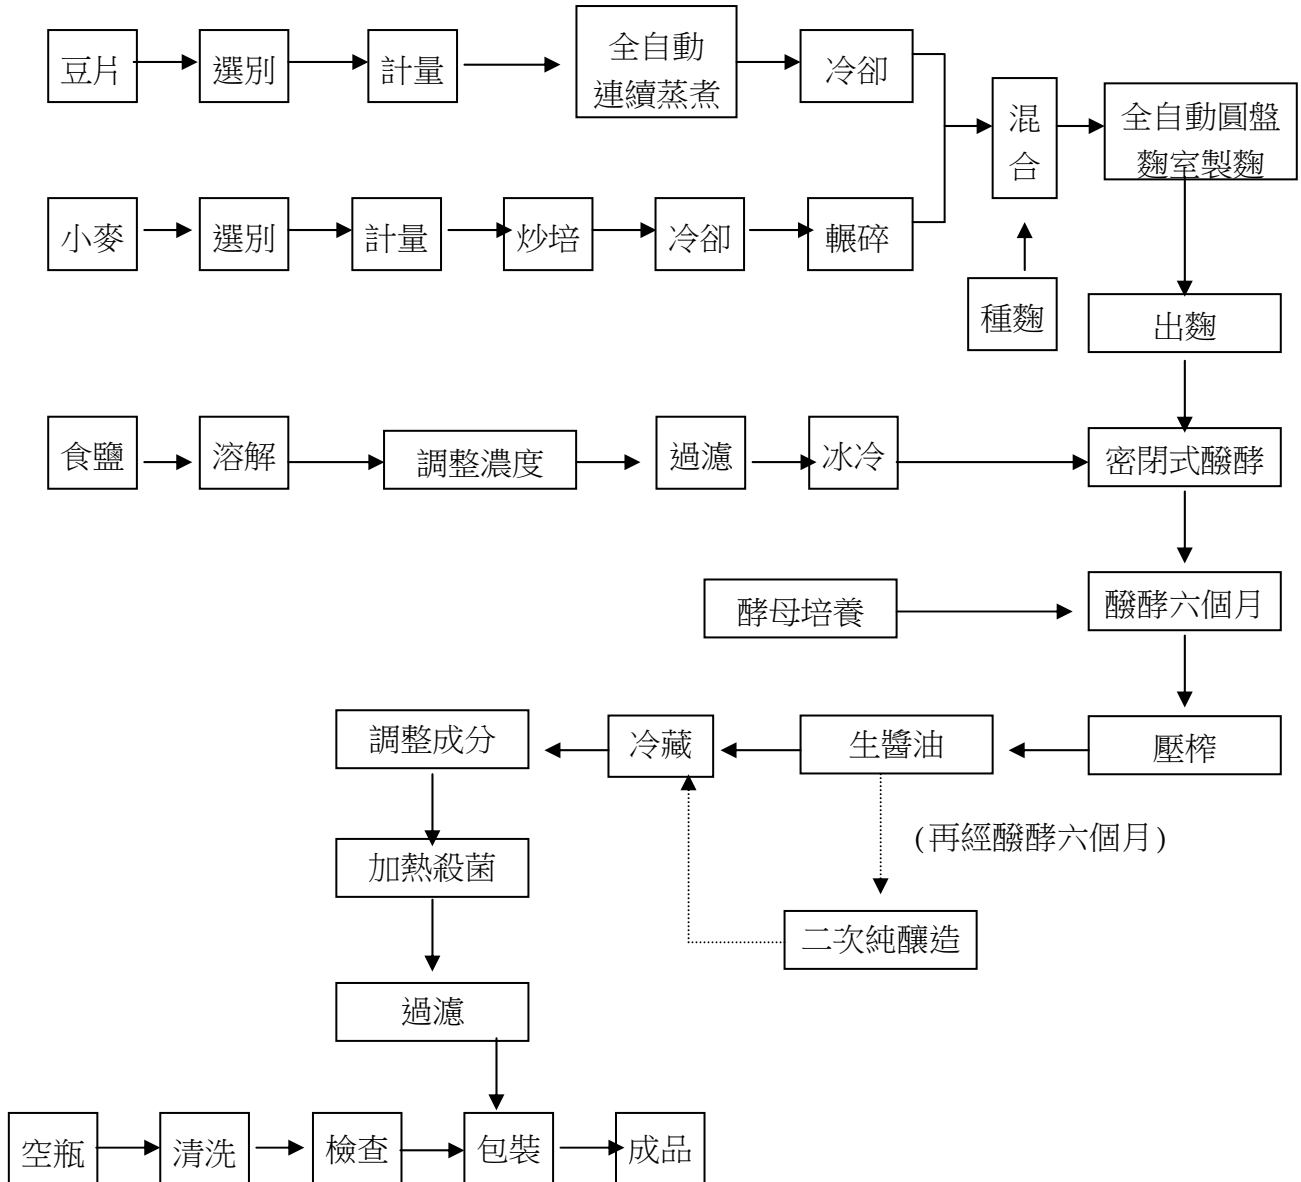 豆片
選別
計量
全自動
連續蒸煮
冷卻
混
合
全自動圓盤
麴室製麴
小麥
選別
計量
炒培
冷卻
輾碎
種麴
出麴
食鹽
溶解
調整濃度
過濾
冰冷
密閉式醱酵
酵母培養
醱酵六個月
調整成分
冷藏
生醬油
壓榨
(再經醱酵六個月)
加熱殺菌
二次純釀造
過濾
空瓶
清洗
檢查
包裝
成品